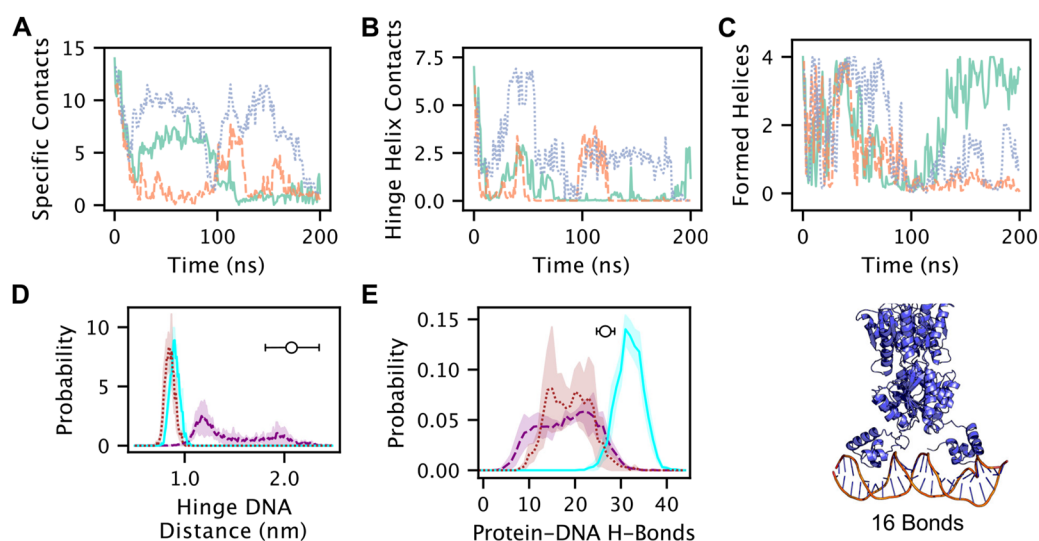 A
Specific Contacts
15
10
5
0
0
100
200
Time (ns)
B
Hinge Helix Contacts
7.5
5.0
2.5
0.0
0
100
200
Time (ns)
C
Formed Helices
4
2
0
0
100
200
Time (ns)
D
Probability
10
5
0
1.0
2.0
Hinge DNA
Distance (nm)
E
Probability
0.15
0.10
0.05
0.00
0
10
20
30
40
Protein–DNA H-Bonds
16 Bonds